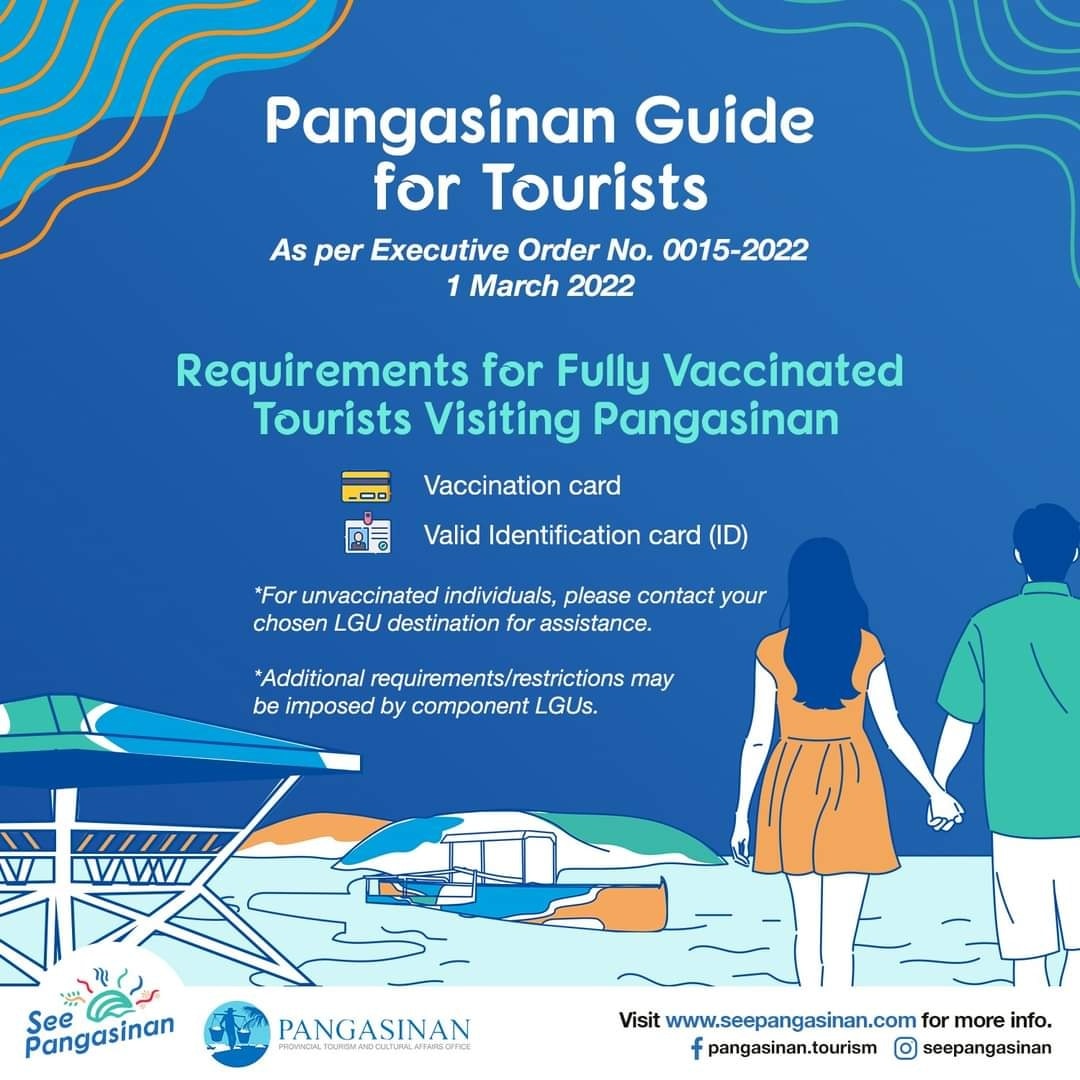 Pangasinan Guide
for Tourists
As per Executive Order No. 0015-2022
1 March 2022
Requirements for Fully Vaccinated
Tourists Visiting Pangasinan
Vaccination card
Valid Identification card (ID)
*For unvaccinated individuals, please contact your
chosen LGU destination for assistance.
*Additional requirements/restrictions may
be imposed by component LGUs.
See
Pangasinan
PANGASINAN
PROVINCIAL TOURISM AND CULTURAL AFFAIRS OFFICE
Visit www.seepangasinan.com for more info.
pangasinan.tourism seepangasinan